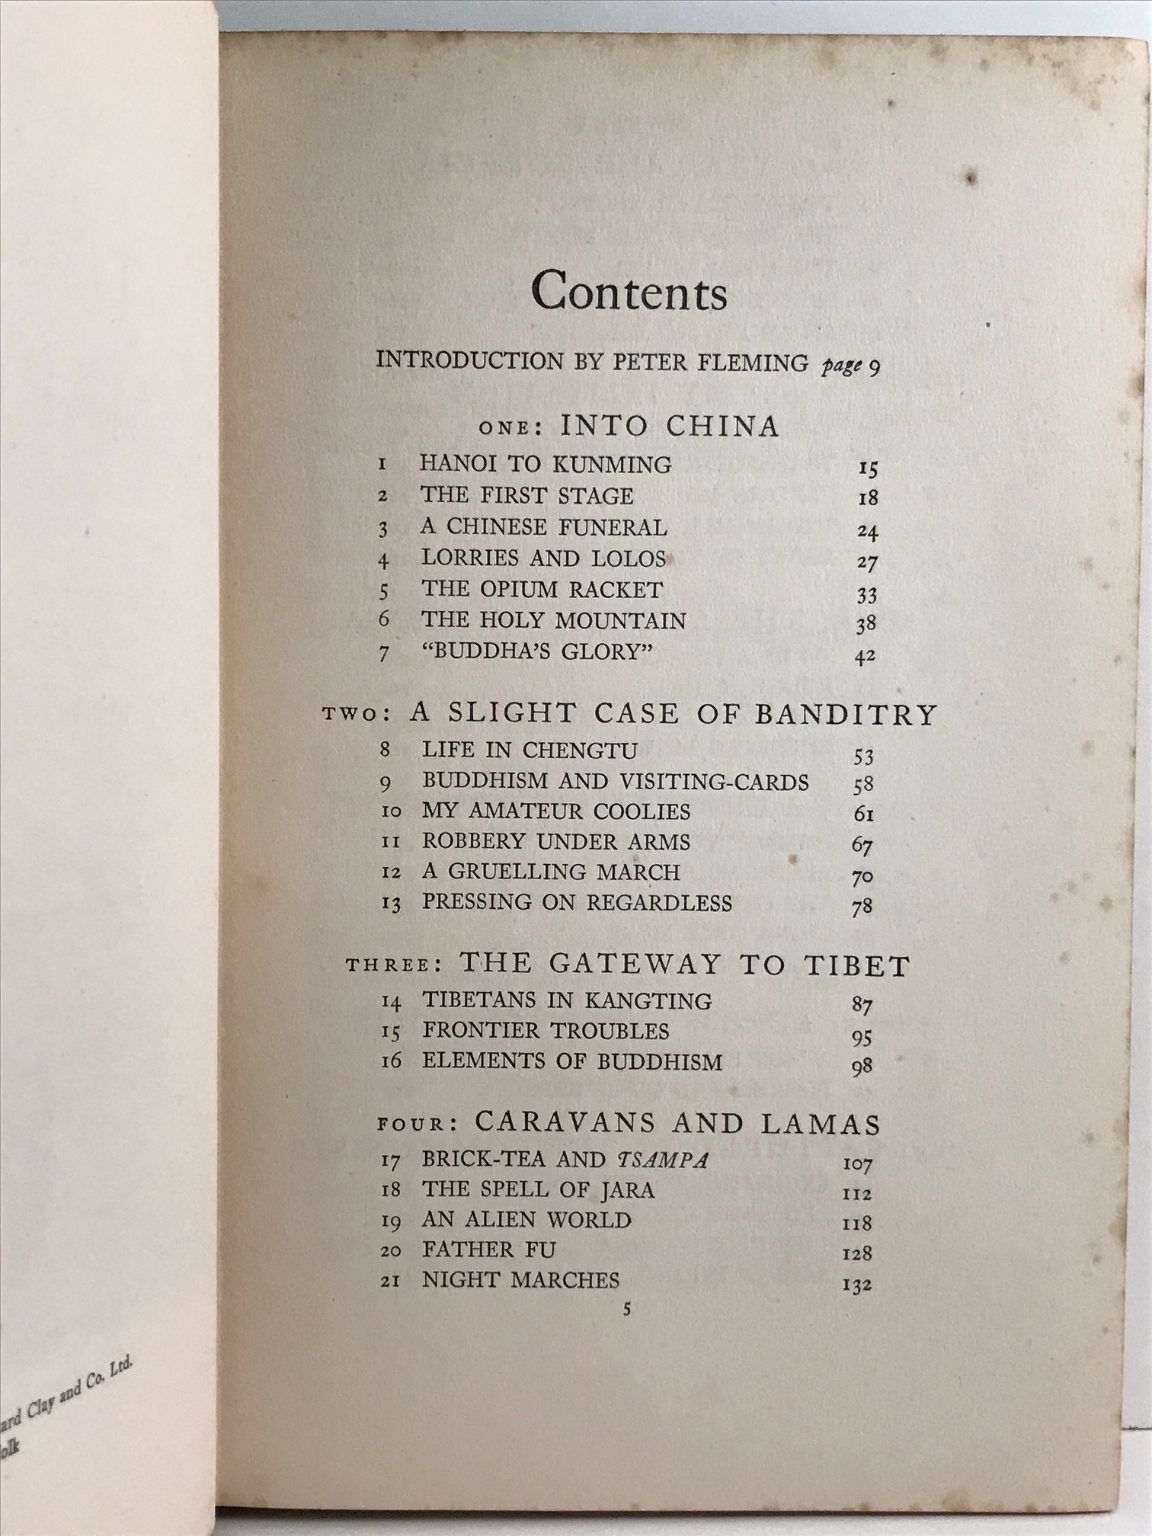 Contents
INTRODUCTION BY PETER FLEMING page 9
ONE: INTO CHINA
1 HANOI TO KUNMING 15
2 THE FIRST STAGE 18
3 A CHINESE FUNERAL 24
4 LORRIES AND LOLOS 27
5 THE OPIUM RACKET 33
6 THE HOLY MOUNTAIN 38
7 “BUDDHA’S GLORY” 42
TWO: A SLIGHT CASE OF BANDITRY
8 LIFE IN CHENGTU 53
9 BUDDHISM AND VISITING-CARDS 58
10 MY AMATEUR COOLIES 61
11 ROBBERY UNDER ARMS 67
12 A GRUELLING MARCH 70
13 PRESSING ON REGARDLESS 78
THREE: THE GATEWAY TO TIBET
14 TIBETANS IN KANGTING 87
15 FRONTIER TROUBLES 95
16 ELEMENTS OF BUDDHISM 98
FOUR: CARAVANS AND LAMAS
17 BRICK-TEA AND TSAMPA 107
18 THE SPELL OF JARA 112
19 AN ALIEN WORLD 118
20 FATHER FU 128
21 NIGHT MARCHES 132
5
Clay and Co. Ltd.